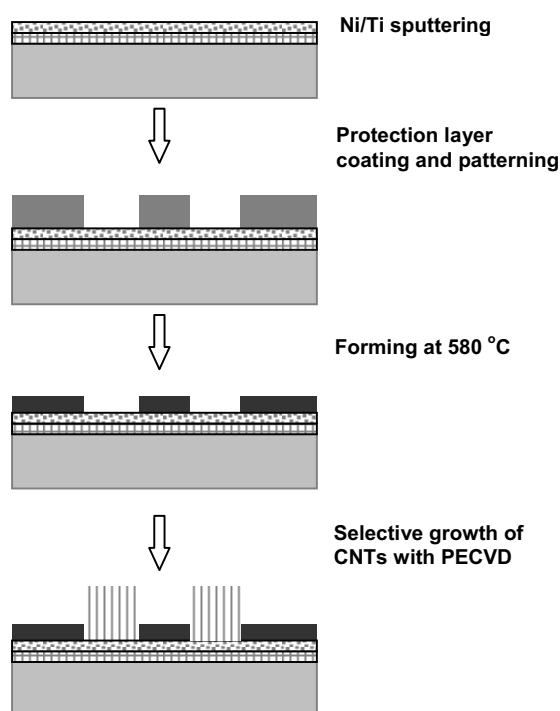 Ni/Ti sputtering
Protection layer
coating and patterning
Forming at 580 °C
Selective growth of
CNTs with PECVD